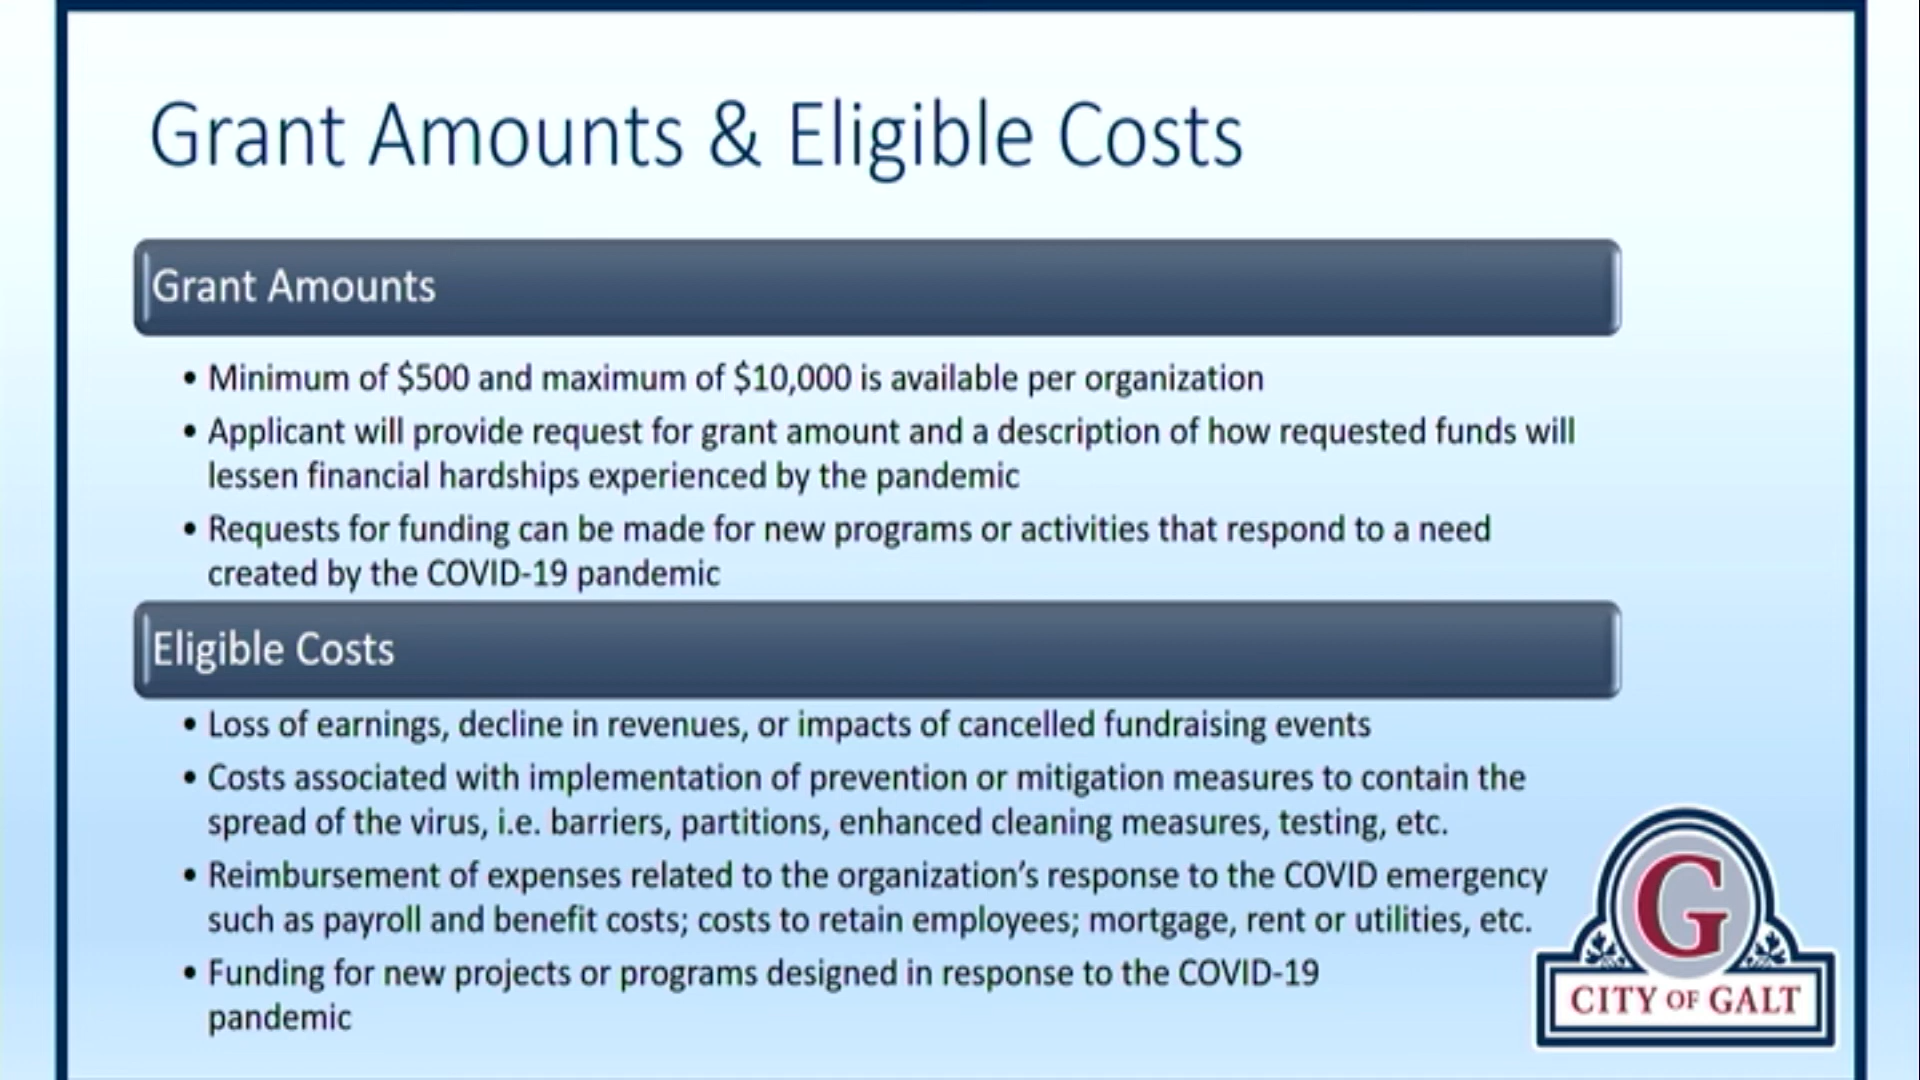 Grant Amounts & Eligible Costs
Grant Amounts
• Minimum of $500 and maximum of $10,000 is available per organization
• Applicant will provide request for grant amount and a description of how requested funds will
lessen financial hardships experienced by the pandemic
• Requests for funding can be made for new programs or activities that respond to a need
created by the COVID-19 pandemic
Eligible Costs
• Loss of earnings, decline in revenues, or impacts of cancelled fundraising events
• Costs associated with implementation of prevention or mitigation measures to contain the
spread of the virus, i.e. barriers, partitions, enhanced cleaning measures, testing, etc.
• Reimbursement of expenses related to the organization’s response to the COVID emergency
such as payroll and benefit costs; costs to retain employees; mortgage, rent or utilities, etc.
• Funding for new projects or programs designed in response to the COVID-19
pandemic
G
CITY OF GALT